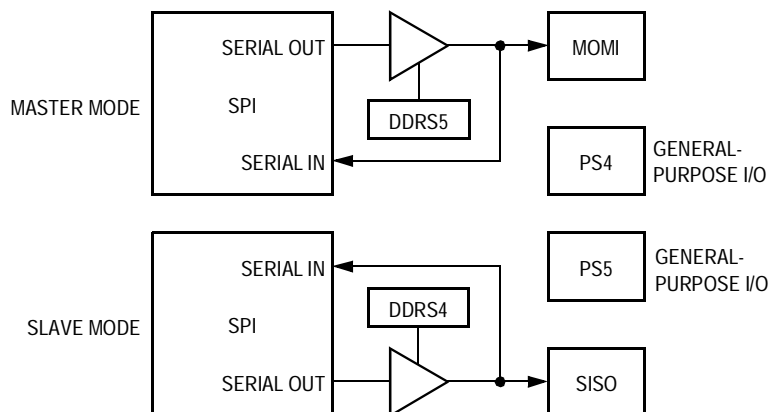 SERIAL OUT
MOMI
MASTER MODE
SPI
DDRS5
SERIAL IN
PS4
GENERAL-
PURPOSE I/O
SERIAL IN
PS5
GENERAL-
PURPOSE I/O
DDRS4
SLAVE MODE
SPI
SERIAL OUT
SISO